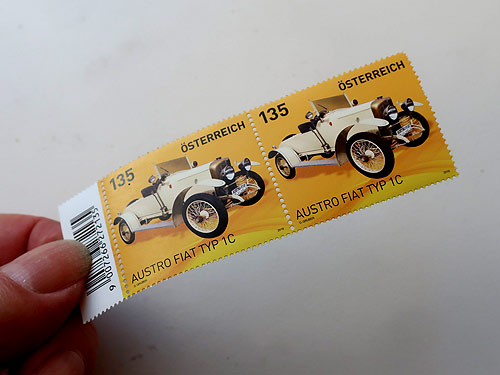 135 ÖSTERREICH
AUSTRO FIAT TYP 1C
135 ÖSTERREICH
AUSTRO FIAT TYP 1C